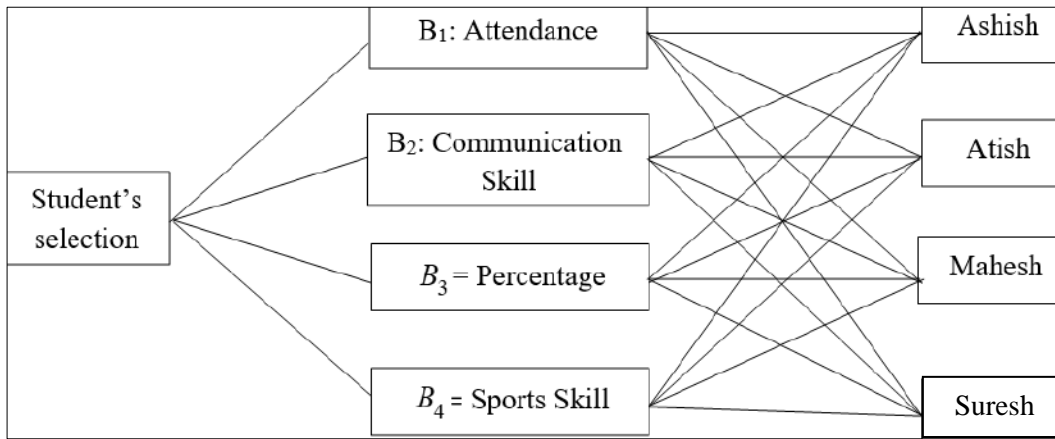 Student’s
selection
B₁: Attendance
B₂: Communication
Skill
B₃ = Percentage
B₄ = Sports Skill
Ashish
Atish
Mahesh
Suresh